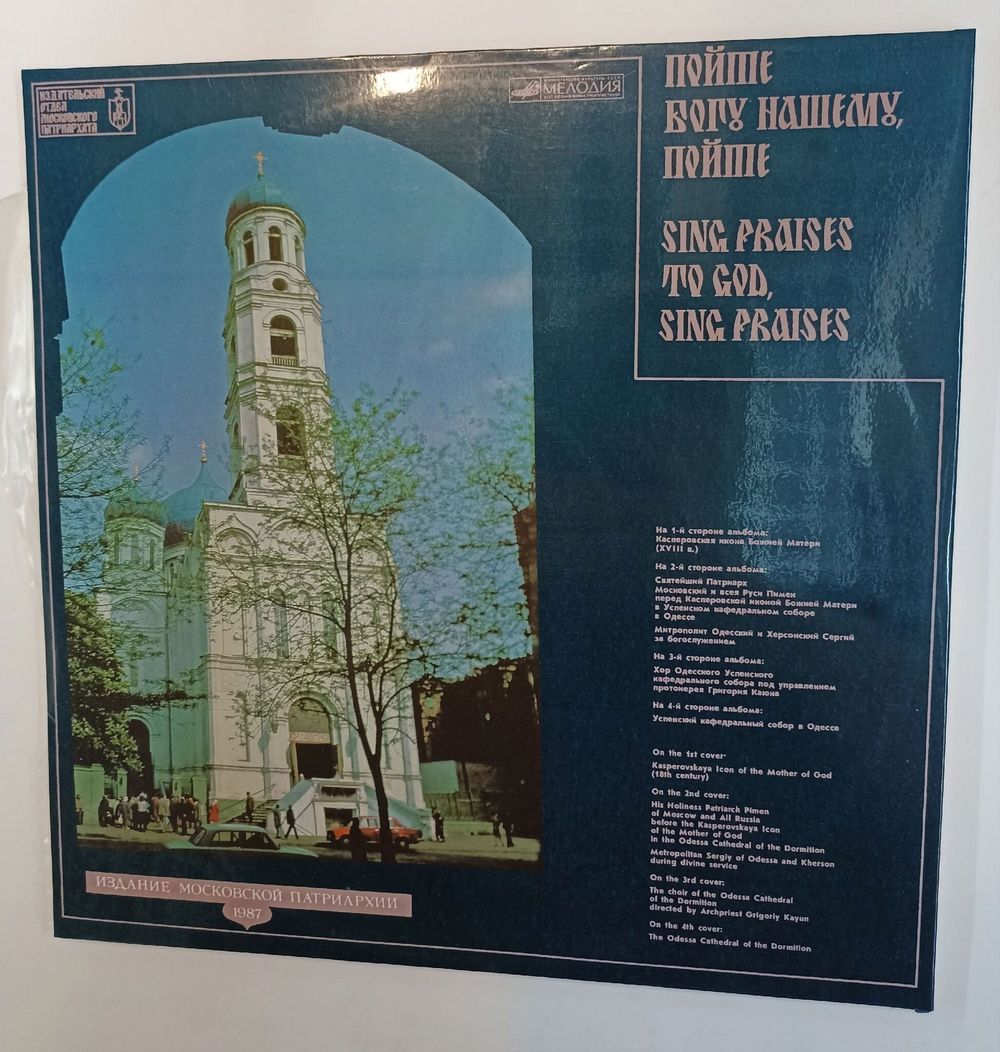 ИЗДАТЕЛЬСКИЙ
ОТДЕЛ
МОСКОВСКОГО
ПАТРИАРХАТА
МИНИСТЕРСТВО КУЛЬТУРЫ СССР
МЕЛОДИЯ
ПОЙТЕ
БОГУ НАШЕМУ,
ПОЙТЕ
SING PRAISES
TO GOD,
SING PRAISES
На 1-й стороне альбома:
Касперовская икона Божией Матери
(XVIII в.)
На 2-й стороне альбома:
Святейший Патриарх
Московский и всея Руси Пимен
перед Касперовской иконой Божией Матери
в Успенском кафедральном соборе
в Одессе
Митрополит Одесский и Херсонский Сергий
за богослужением
На 3-й стороне альбома:
Хор Одесского Успенского
кафедрального собора под управлением
протоиерея Григория Каюна
На 4-й стороне альбома:
Успенский кафедральный собор в Одессе
On the 1st cover:
Kasperovskaya Icon of the Mother of God
(18th century)
On the 2nd cover:
His Holiness Patriarch Pimen
of Moscow and All Russia
before the Kasperovskaya Icon
of the Mother of God
in the Odessa Cathedral of the Dormition
Metropolitan Sergiy of Odessa and Kherson
during divine service
On the 3rd cover:
The choir of the Odessa Cathedral
of the Dormition
directed by Archpriest Grigoriy Kayun
On the 4th cover:
The Odessa Cathedral of the Dormition
ИЗДАНИЕ МОСКОВСКОЙ ПАТРИАРХИИ
1987